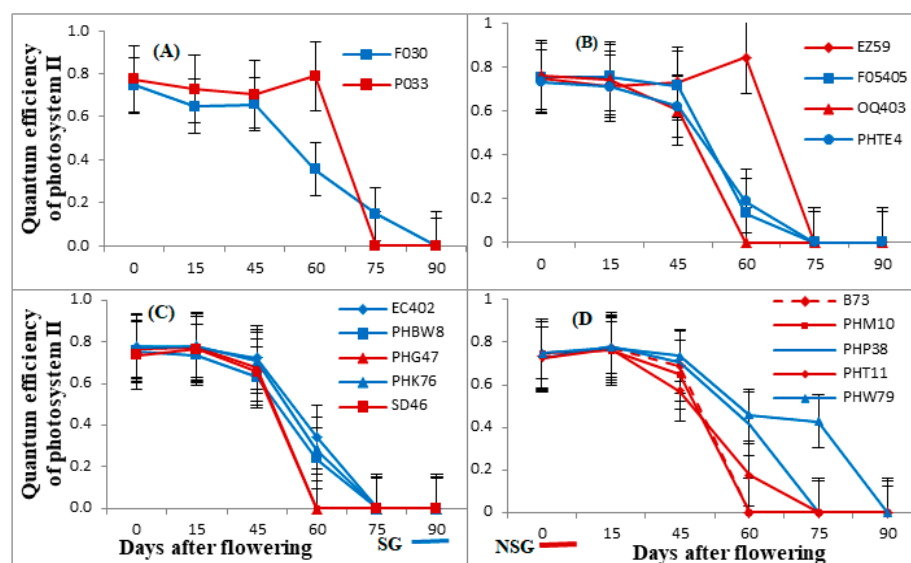 Quantum efficiency
of photosystem II
(A)
F030
P033
1.0
0.8
0.6
0.4
0.2
0.0
0 15 45 60 75 90
(B)
EZ59
F05405
OQ403
PHTE4
1
0.8
0.6
0.4
0.2
0
0 15 45 60 75 90
Quantum efficiency
of photosystem II
(C)
EC402
PHBW8
PHG47
PHK76
SD46
1.0
0.8
0.6
0.4
0.2
0.0
0 15 45 60 75 90
Days after flowering
SG
(D)
B73
PHM10
PHP38
PHT11
PHW79
1
0.8
0.6
0.4
0.2
0
0 15 45 60 75 90
NSG
Days after flowering